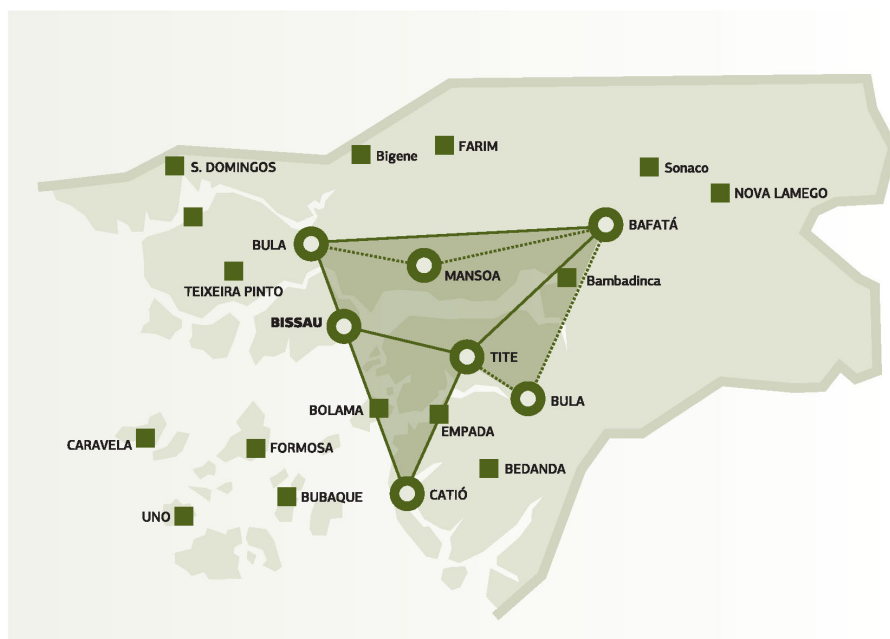 FARIM
Bigene
S. DOMINGOS
Sonaco
NOVA LAMEGO
BAFATÁ
BULA
MANSOA
Bambadinca
TEIXEIRA PINTO
BISSAU
TITE
BULA
BOLAMA
EMPADA
CARAVELA
FORMOSA
BEDANDA
BUBAQUE
CATIÓ
UNO